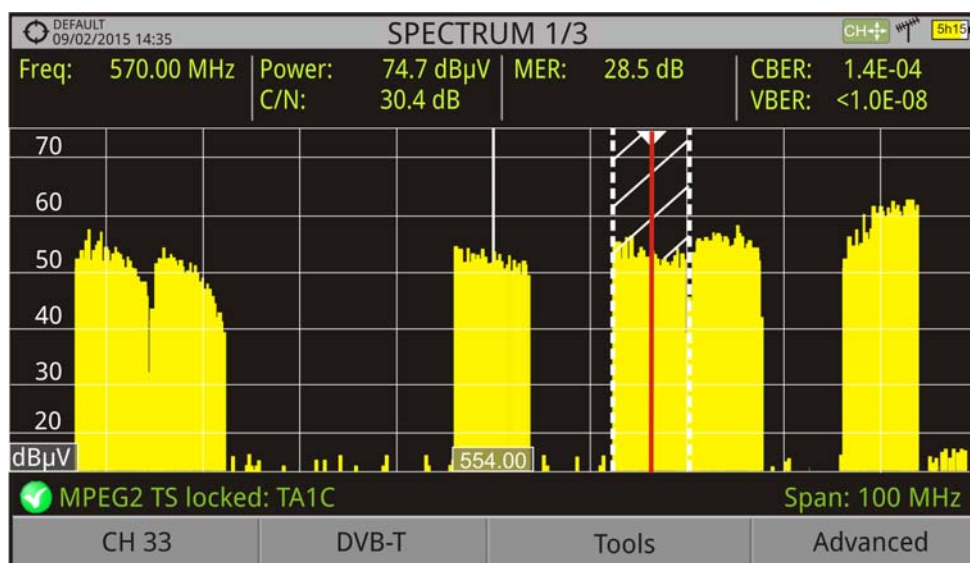 DEFAULT
09/02/2015 14:35
SPECTRUM 1/3
CH
5h15
Freq: 570.00 MHz
Power: 74.7 dBµV
C/N: 30.4 dB
MER: 28.5 dB
CBER: 1.4E-04
VBER: <1.0E-08
70
60
50
40
30
20
dBµV
554.00
MPEG2 TS locked: TA1C
Span: 100 MHz
CH 33
DVB-T
Tools
Advanced